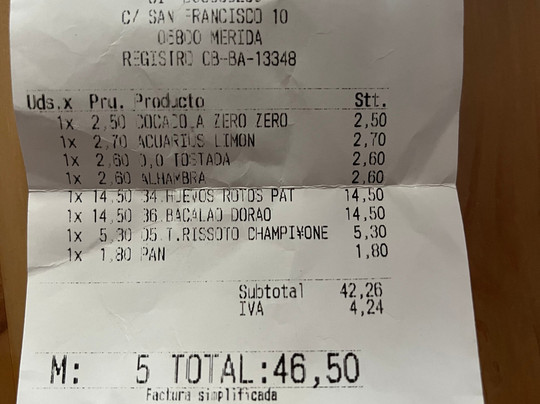 C/ SAN FRANCISCO 10
06800 MERIDA
REGISTRO CB-BA-13348
Uds.x Pru. Producto Stt.
1x 2,50 COCACOLA ZERO ZERO 2,50
1x 2,70 ACUARIUS LIMON 2,70
1x 2,60 0,0 TOSTADA 2,60
1x 2,60 ALHAMBRA 2,60
1x 14,50 34.HUEVOS ROTOS PAT 14,50
1x 14,50 36.BACALAO DORAO 14,50
1x 5,30 05.T.RISSOTO CHAMPI¥ONE 5,30
1x 1,80 PAN 1,80
Subtotal 42,26
IVA 4,24
M: 5 TOTAL:46,50
Factura simplificada